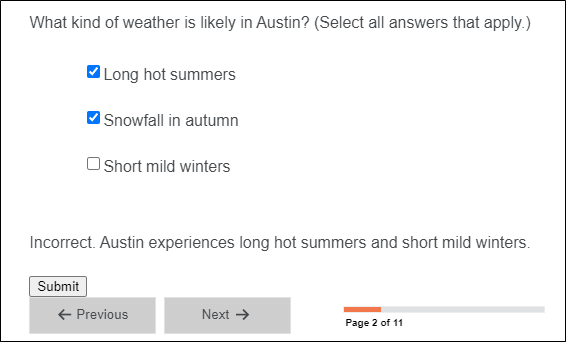 What kind of weather is likely in Austin? (Select all answers that apply.)
Long hot summers
Snowfall in autumn
Short mild winters
Incorrect. Austin experiences long hot summers and short mild winters.
Submit
← Previous
Next →
Page 2 of 11